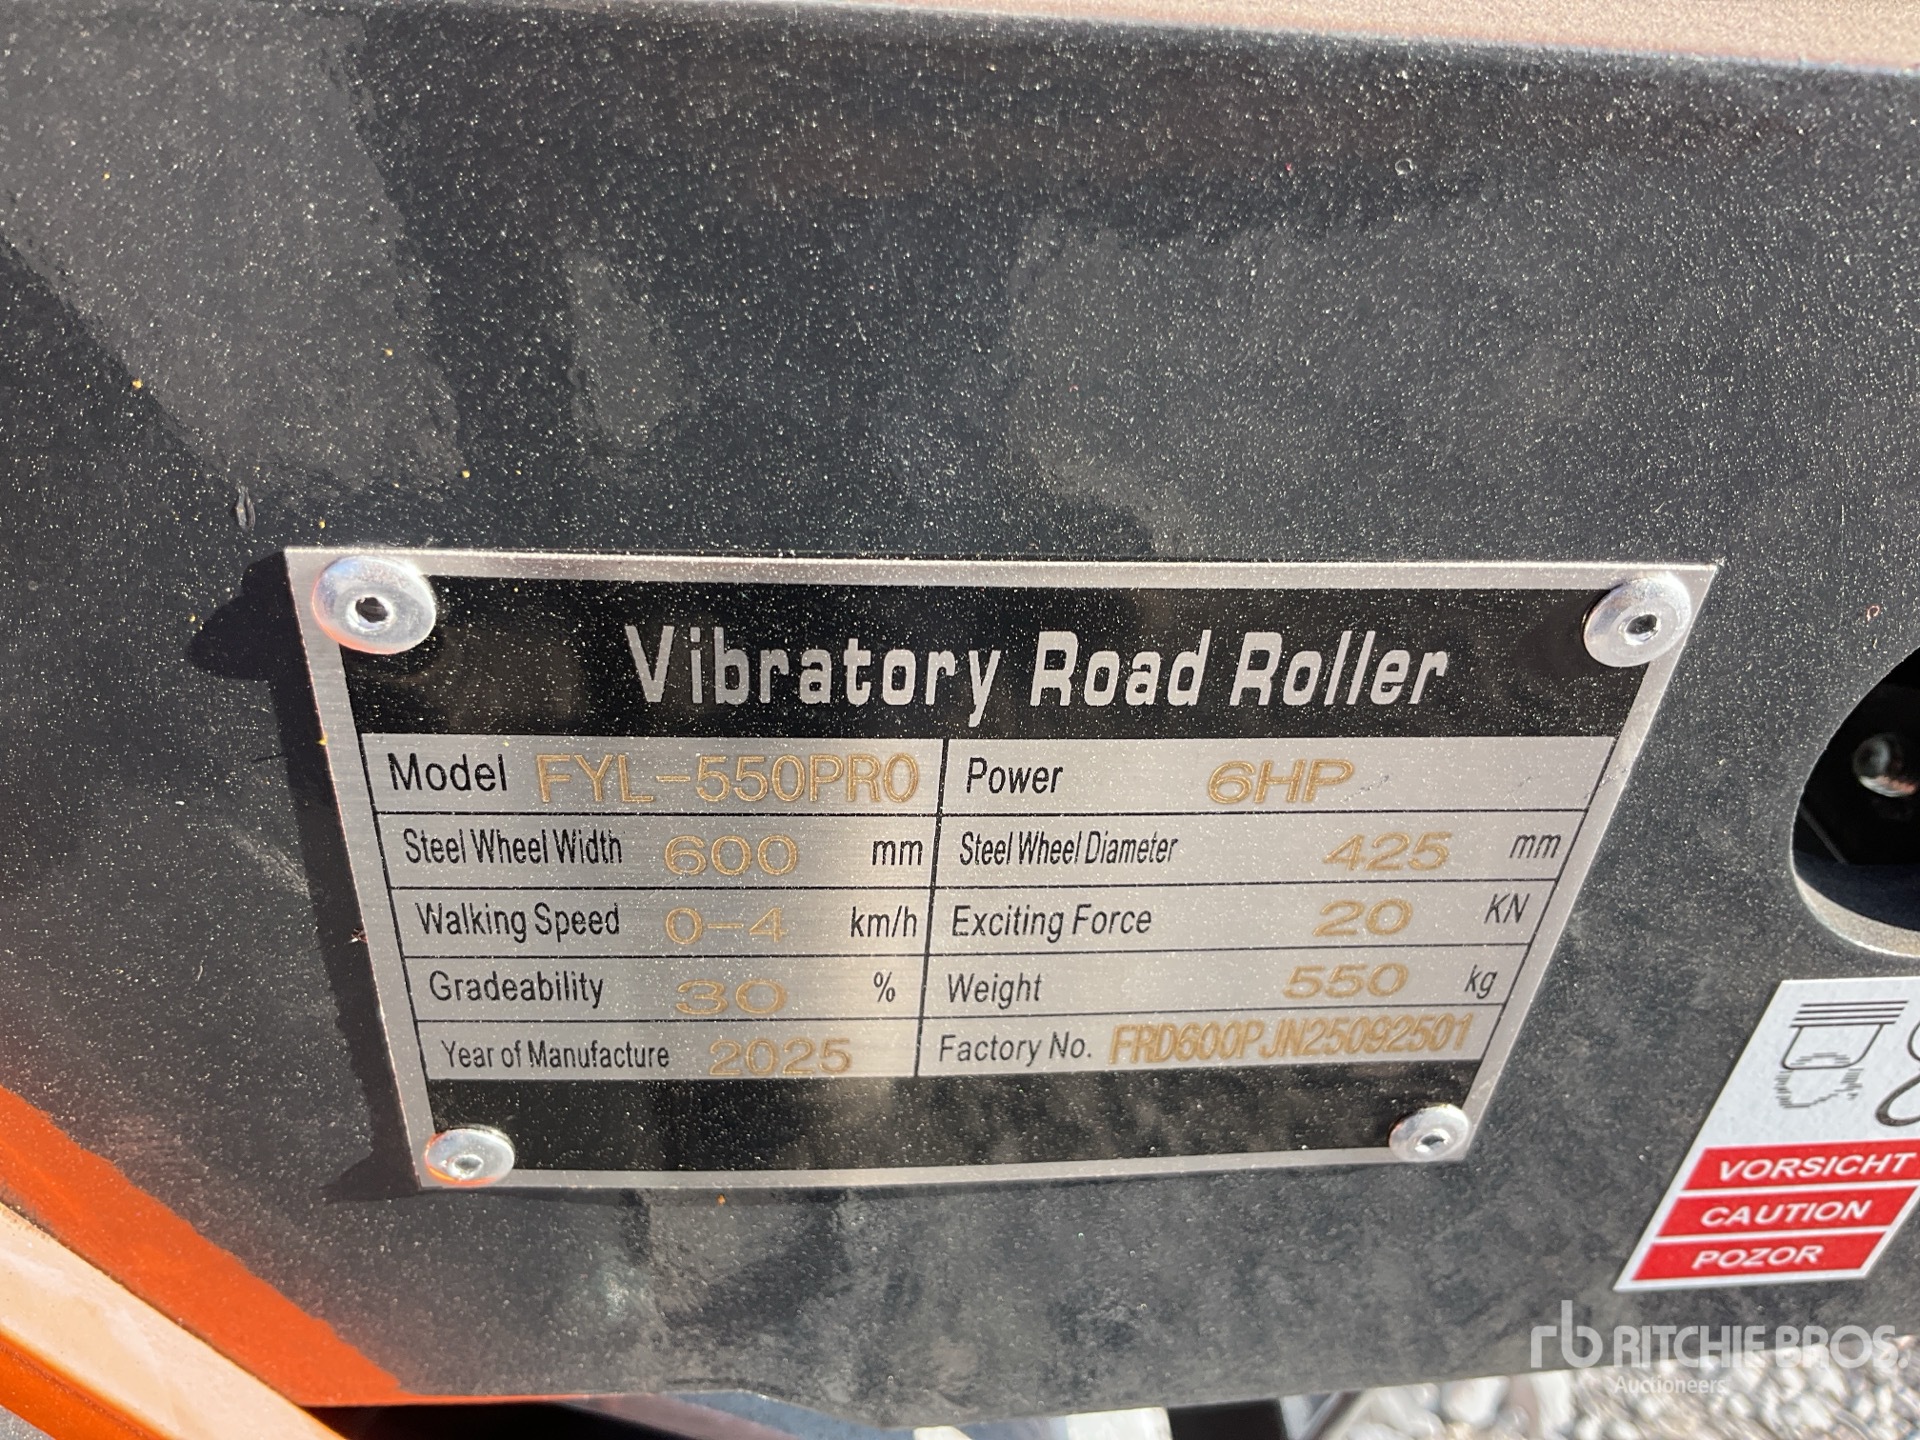 Vibratory Road Roller
Model FYL-550PRO Power 6HP
Steel Wheel Width 600 mm Steel Wheel Diameter 425 mm
Walking Speed 0-4 km/h Exciting Force 20 KN
Gradeability 30 % Weight 550 kg
Year of Manufacture 2025 Factory No. FRD600PJN25092501
VORSICHT
CAUTION
POZOR
rb RITCHIE BROS.
Auctioneers